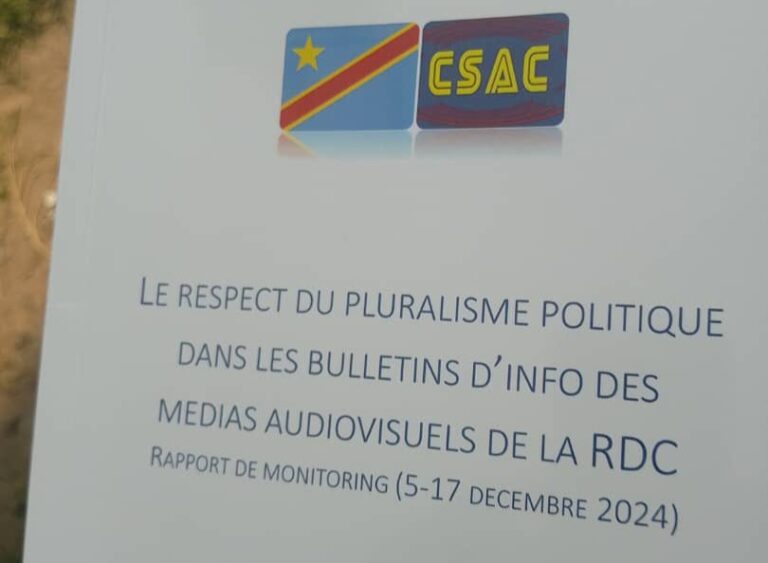 CSAC
LE RESPECT DU PLURALISME POLITIQUE
DANS LES BULLETINS D'INFO DES
MEDIAS AUDIOVISUELS DE LA RDC
RAPPORT DE MONITORING (5-17 DECEMBRE 2024)